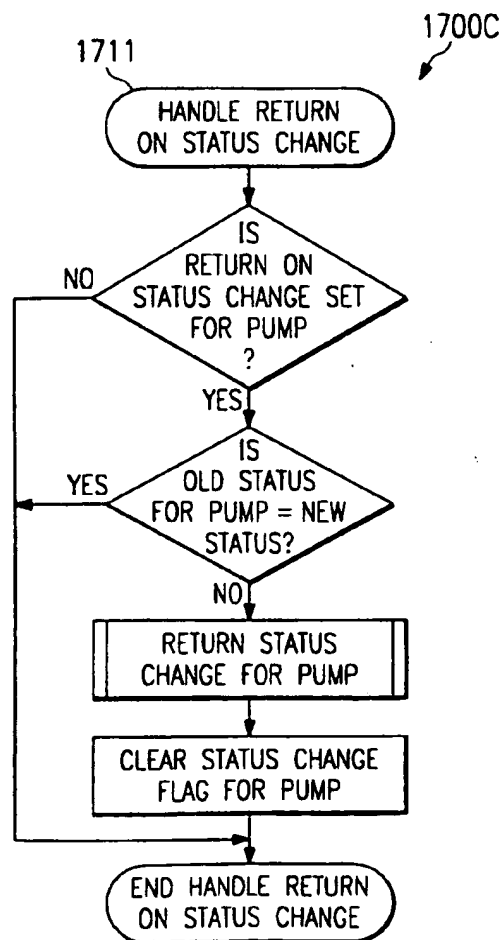 1700C
1711
HANDLE RETURN
ON STATUS CHANGE
IS
RETURN ON
STATUS CHANGE SET
FOR PUMP
?
NO
YES
IS
OLD STATUS
FOR PUMP = NEW
STATUS?
YES
NO
RETURN STATUS
CHANGE FOR PUMP
CLEAR STATUS CHANGE
FLAG FOR PUMP
END HANDLE RETURN
ON STATUS CHANGE